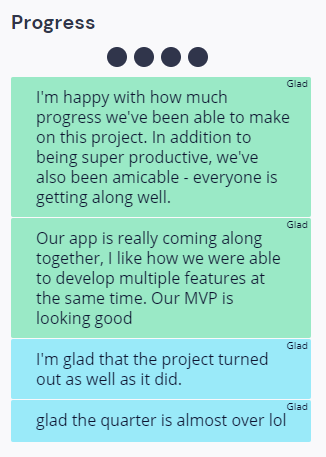 Progress
Glad
I'm happy with how much
progress we've been able to make
on this project. In addition to
being super productive, we've
also been amicable - everyone is
getting along well.
Glad
Our app is really coming along
together, I like how we were able
to develop multiple features at
the same time. Our MVP is
looking good
Glad
I'm glad that the project turned
out as well as it did.
Glad
glad the quarter is almost over lol